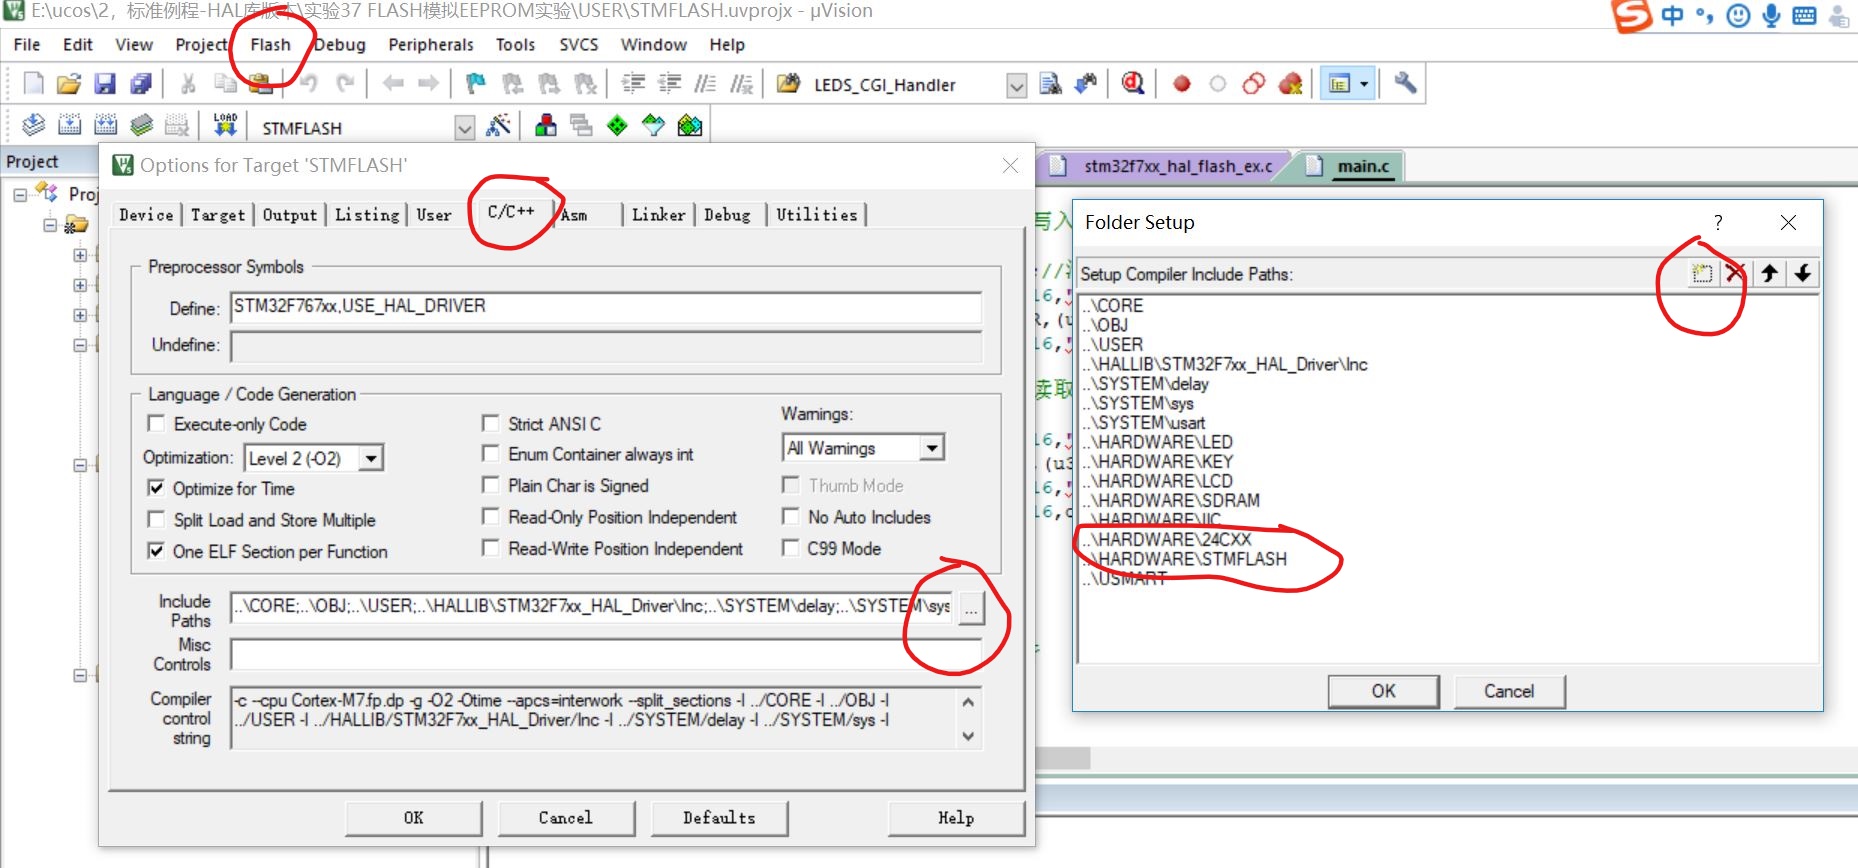 E:\ucos\2，标准例程-HAL库版本\实验37 FLASH模拟EEPROM实验\USER\STMFLASH.uvprojx - µVision
中
File Edit View Project Flash Debug Peripherals Tools SVCS Window Help
LEDS_CGI_Handler
LOAD
STMFLASH
Project
Options for Target 'STMFLASH'
stm32f7xx_hal_flash_ex.c
main.c
Device Target Output Listing User C/C++ Asm Linker Debug Utilities
Preprocessor Symbols
Define: STM32F767xx,USE_HAL_DRIVER
Undefine:
Language / Code Generation
Execute-only Code
Strict ANSI C
Warnings:
Optimization: Level 2 (-O2)
Enum Container always int
All Warnings
Optimize for Time
Plain Char is Signed
Thumb Mode
Split Load and Store Multiple
Read-Only Position Independent
No Auto Includes
One ELF Section per Function
Read-Write Position Independent
C99 Mode
Include
Paths
..\CORE;..\OBJ;..\USER;..\HALLIB\STM32F7xx_HAL_Driver\Inc;..\SYSTEM\delay;..\SYSTEM\sys
...
Misc
Controls
Compiler
control
string
-c --cpu Cortex-M7.fp.dp -g -O2 -Otime --apcs=interwork --split_sections -I ../CORE -I ../OBJ -I
../USER -I ../HALLIB/STM32F7xx_HAL_Driver/Inc -I ../SYSTEM/delay -I ../SYSTEM/sys -I
OK Cancel Defaults Help
写入
读取
Folder Setup
?
Setup Compiler Include Paths:
..\CORE
..\OBJ
..\USER
..\HALLIB\STM32F7xx_HAL_Driver\Inc
..\SYSTEM\delay
..\SYSTEM\sys
..\SYSTEM\usart
..\HARDWARE\LED
..\HARDWARE\KEY
..\HARDWARE\LCD
..\HARDWARE\SDRAM
..\HARDWARE\IIC
..\HARDWARE\24CXX
..\HARDWARE\STMFLASH
..\USMART
OK Cancel